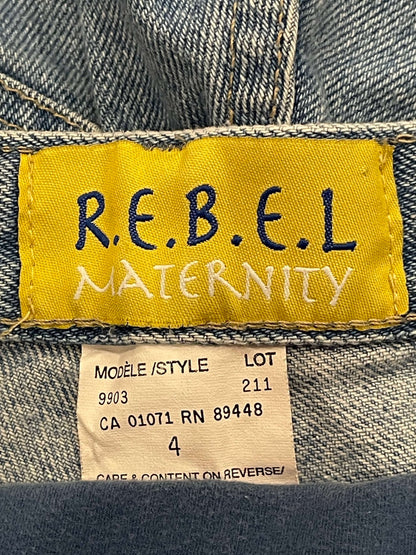 R.E.B.E.L
MATERNITY
MODÈLE /STYLE LOT
9903 211
CA 01071 RN 89448
4
CARE & CONTENT ON REVERSE/